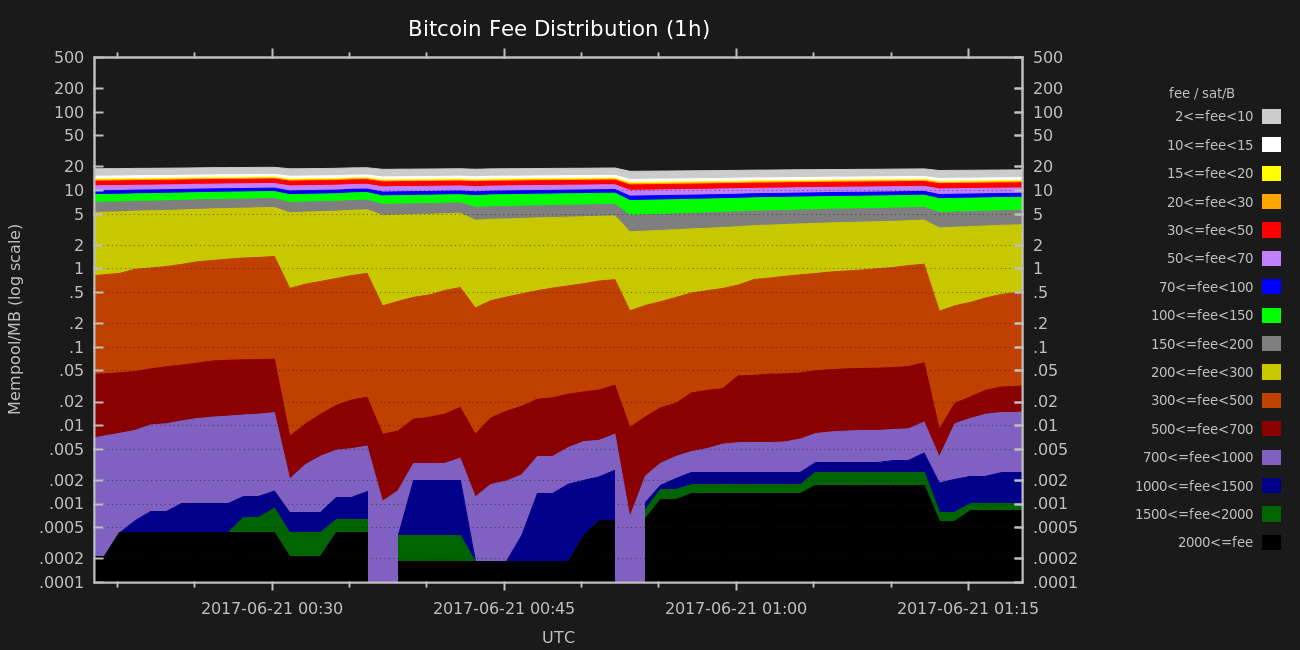 Bitcoin Fee Distribution (1h)
Mempool/MB (log scale)
500
200
100
50
20
10
5
2
1
.5
.2
.1
.05
.02
.01
.005
.002
.001
.0005
.0002
.0001
500
200
100
50
20
10
5
2
1
.5
.2
.1
.05
.02
.01
.005
.002
.001
.0005
.0002
.0001
2017-06-21 00:30
2017-06-21 00:45
2017-06-21 01:00
2017-06-21 01:15
UTC
fee / sat/B
2<=fee<10
10<=fee<15
15<=fee<20
20<=fee<30
30<=fee<50
50<=fee<70
70<=fee<100
100<=fee<150
150<=fee<200
200<=fee<300
300<=fee<500
500<=fee<700
700<=fee<1000
1000<=fee<1500
1500<=fee<2000
2000<=fee